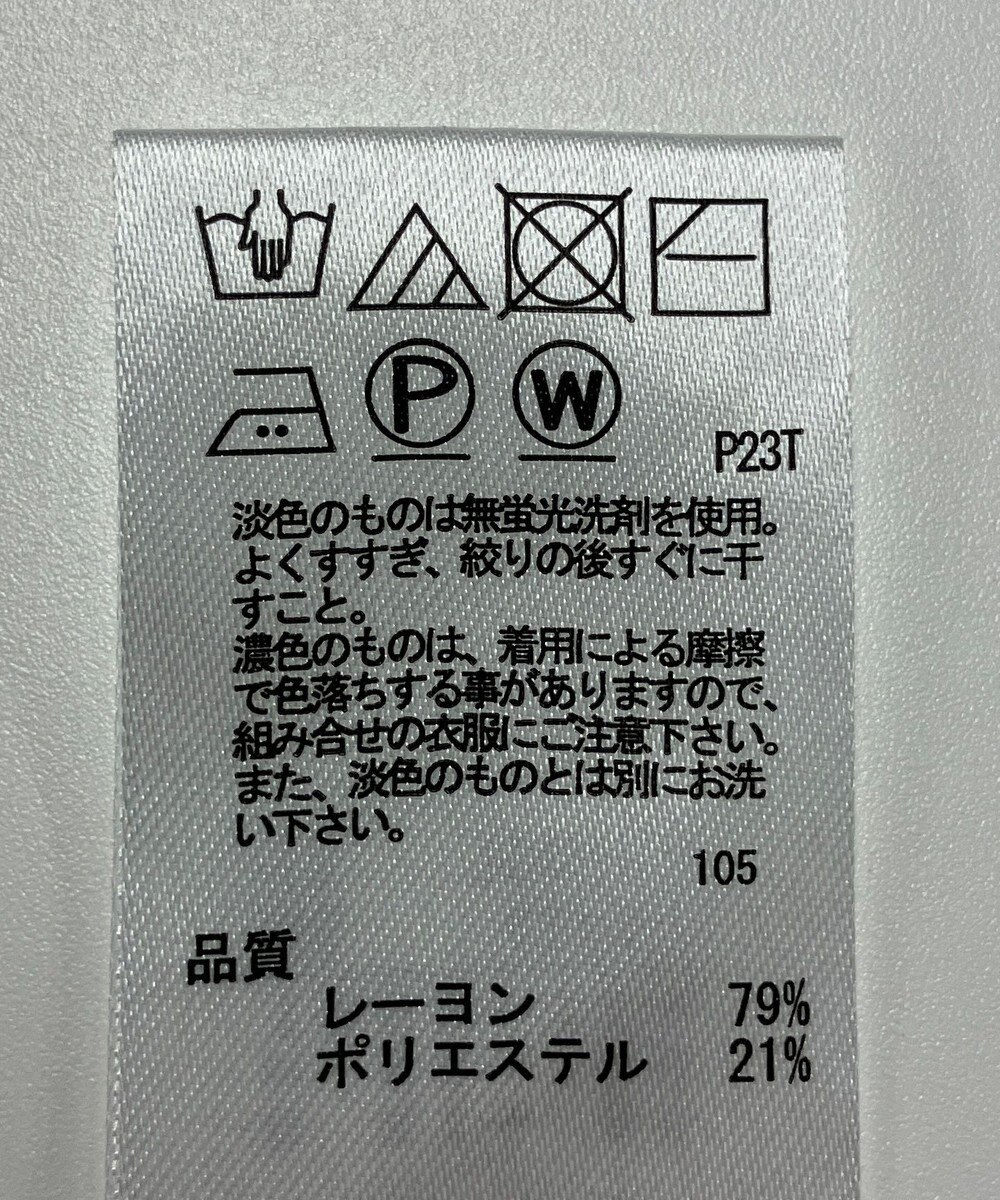 P W
P23T
淡色のものは無蛍光洗剤を使用。
よくすすぎ、絞りの後すぐに干
すこと。
濃色のものは、着用による摩擦
で色落ちする事がありますので、
組み合せの衣服にご注意下さい。
また、淡色のものとは別にお洗
い下さい。
105
品質
レーヨン 79%
ポリエステル 21%